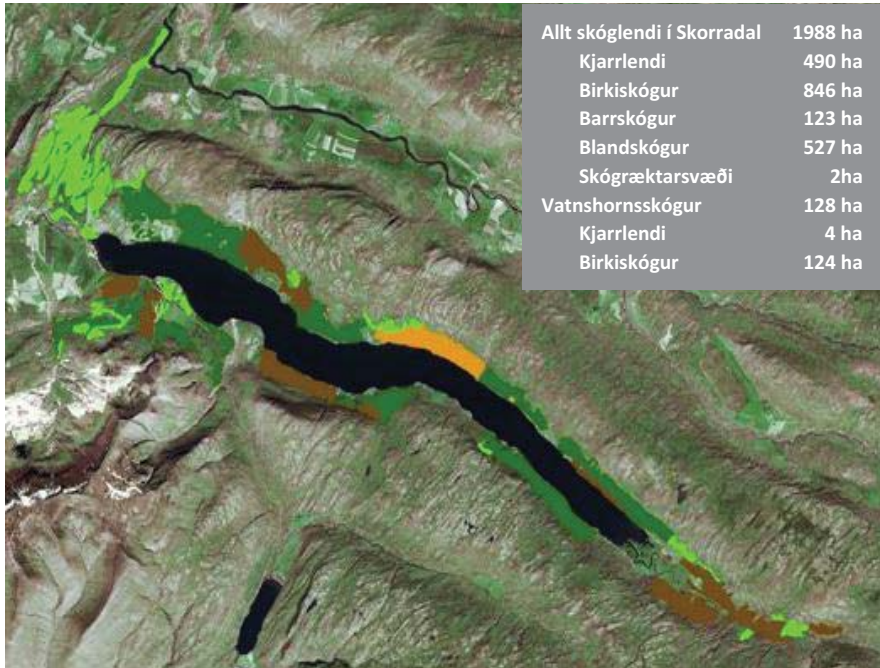 Allt skóglendi í Skorradal 1988 ha
Kjarrlendi 490 ha
Birkiskógur 846 ha
Barrskógur 123 ha
Blandskógur 527 ha
Skógræktarsvæði 2ha
Vatnshornsskógur 128 ha
Kjarrlendi 4 ha
Birkiskógur 124 ha